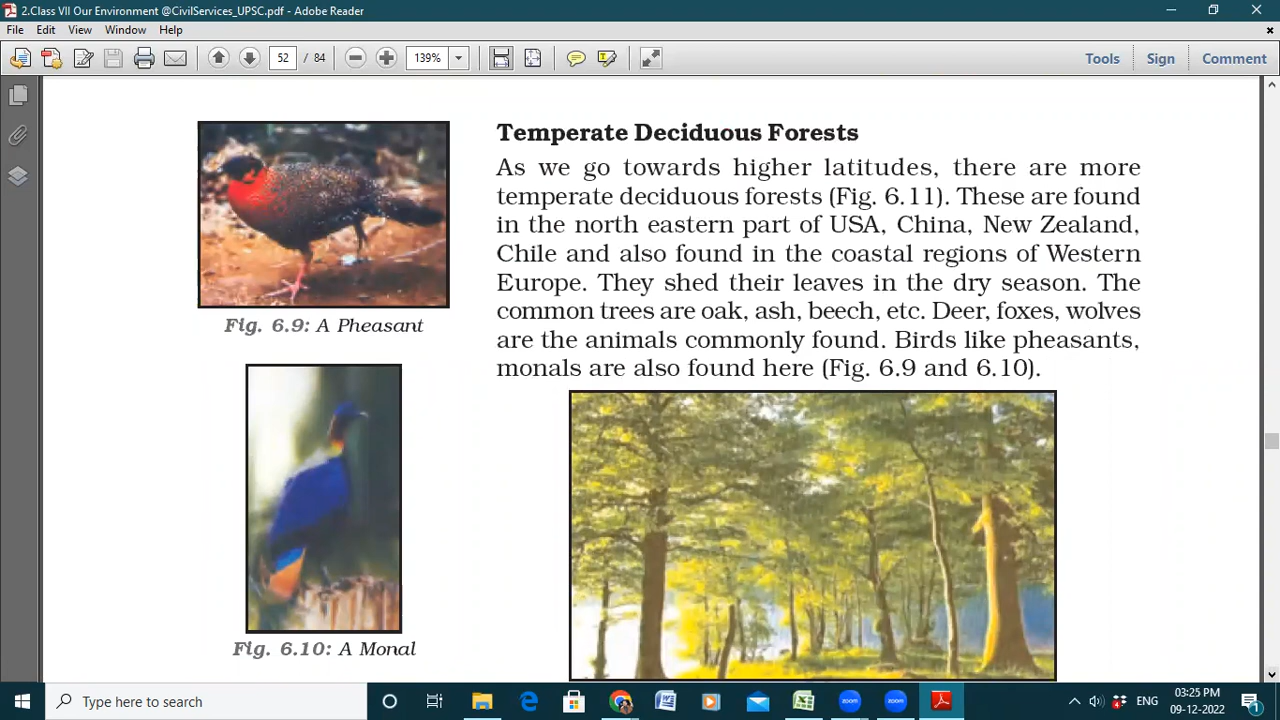 2.Class VII Our Environment @CivilServices_UPSC.pdf - Adobe Reader
File Edit View Window Help
52 / 84 139% Tools Sign Comment
Temperate Deciduous Forests
As we go towards higher latitudes, there are more
temperate deciduous forests (Fig. 6.11). These are found
in the north eastern part of USA, China, New Zealand,
Chile and also found in the coastal regions of Western
Europe. They shed their leaves in the dry season. The
common trees are oak, ash, beech, etc. Deer, foxes, wolves
are the animals commonly found. Birds like pheasants,
monals are also found here (Fig. 6.9 and 6.10).
Fig. 6.9: A Pheasant
Fig. 6.10: A Monal
Type here to search
zoom zoom
ENG
03:25 PM
09-12-2022
4
1